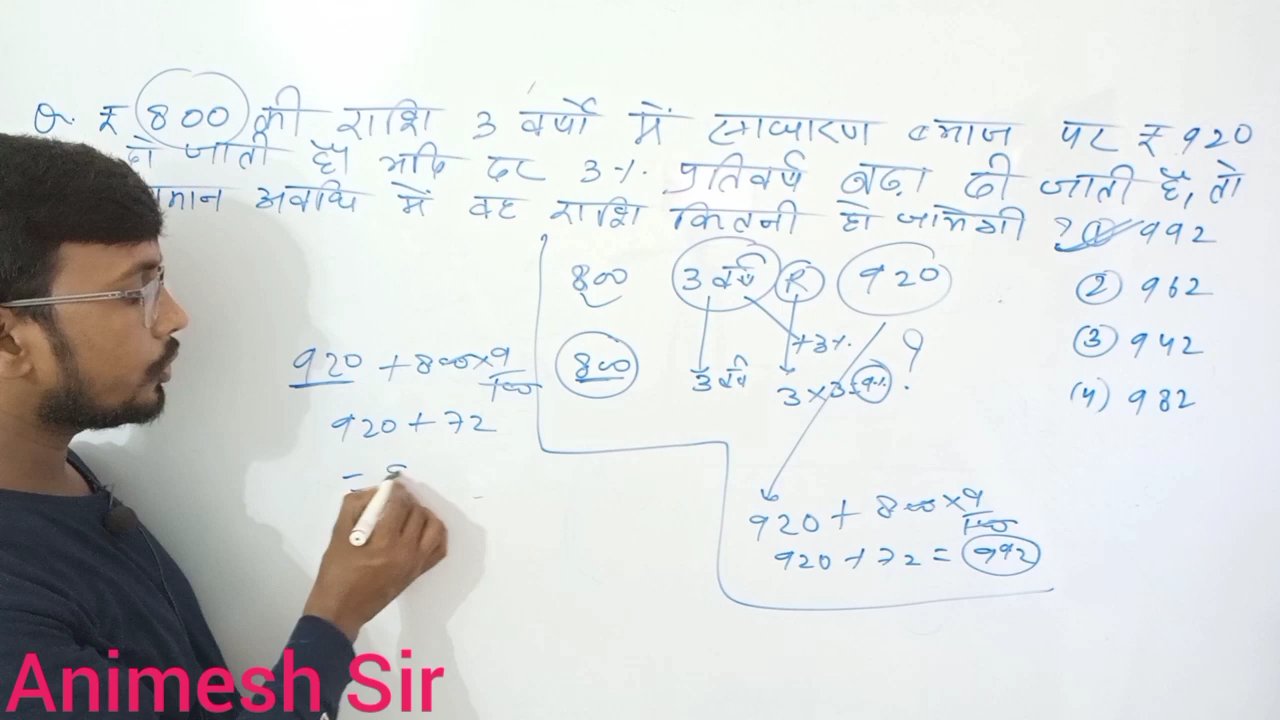 Q. ₹ 800 की राशि 3 वर्षों में साधारण ब्याज पर ₹ 920
हो जाती है। यदि दर 3%. प्रतिवर्ष बढ़ा दी जाती है, तो
समान अवधि में वह राशि कितनी हो जायेगी ?
① 992
② 962
③ 942
(4) 982
800 3 वर्ष R 920
+3%. ?
800 3 वर्ष 3×3=9%.
920 + 800×9/100
920+72 = 992
920 + 800×9/100
920+72
=
Animesh Sir